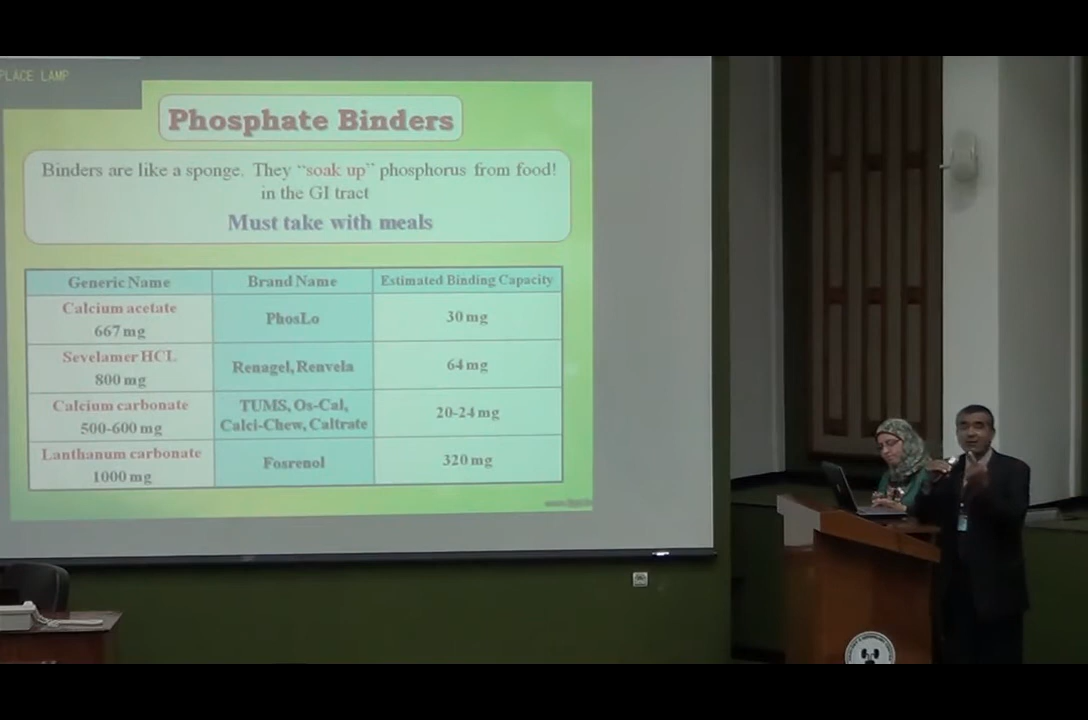 PLACE LAMP
Phosphate Binders
Binders are like a sponge. They “soak up” phosphorus from food!
in the GI tract
Must take with meals
Generic Name Brand Name Estimated Binding Capacity
Calcium acetate
667 mg
PhosLo
30 mg
Sevelamer HCL
800 mg
Renagel, Renvela
64 mg
Calcium carbonate
500-600 mg
TUMS, Os-Cal,
Calci-Chew, Caltrate
20-24 mg
Lanthanum carbonate
1000 mg
Fosrenol
320 mg